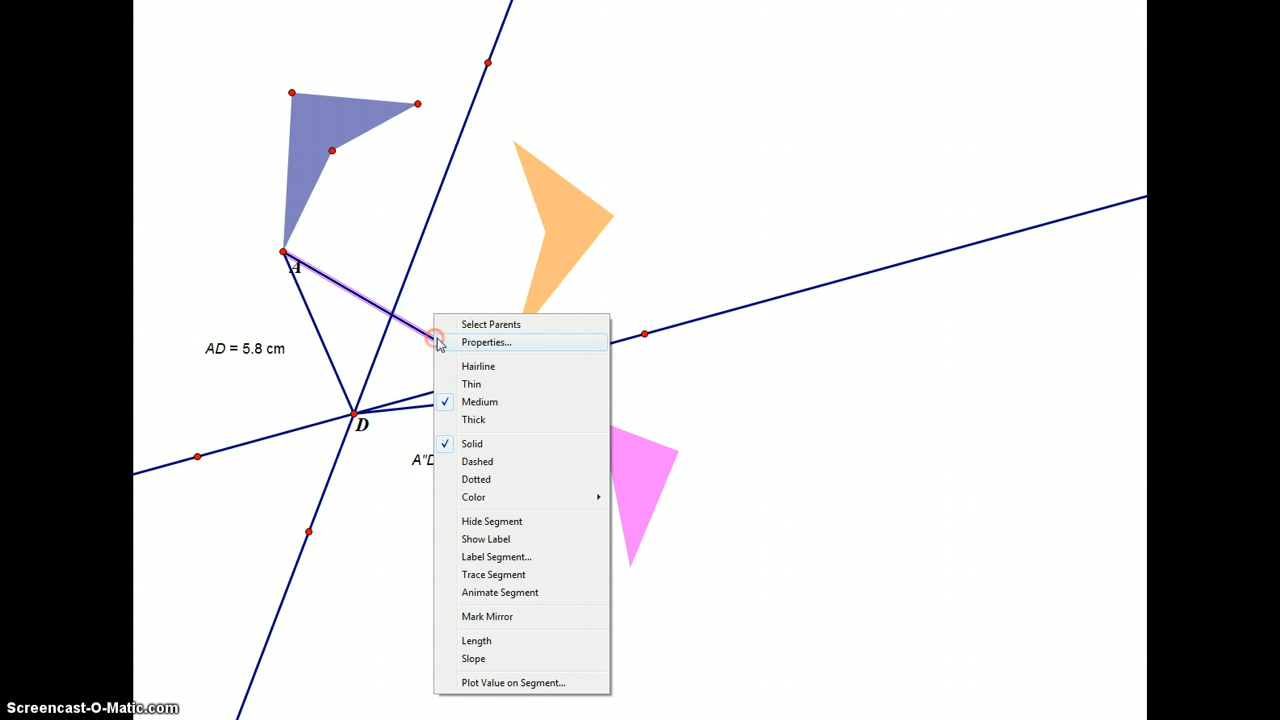 A
AD = 5.8 cm
D
A"D
Select Parents
Properties...
Hairline
Thin
Medium
Thick
Solid
Dashed
Dotted
Color
Hide Segment
Show Label
Label Segment...
Trace Segment
Animate Segment
Mark Mirror
Length
Slope
Plot Value on Segment...
Screencast-O-Matic.com